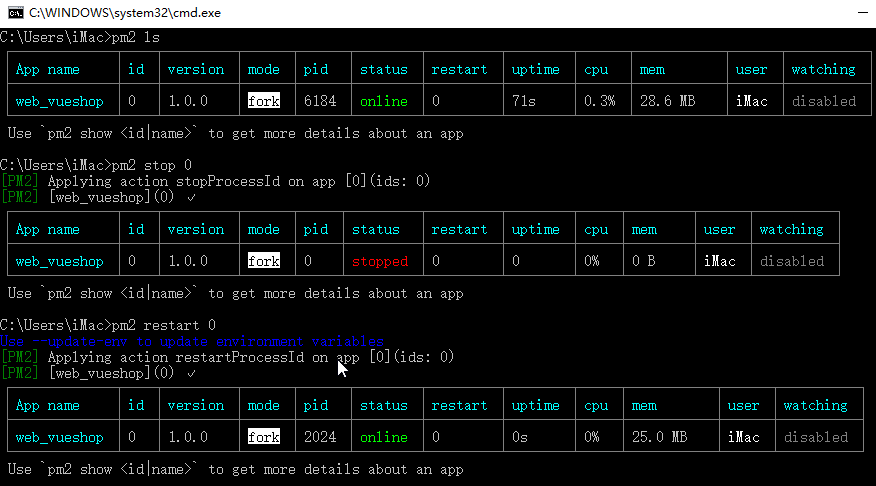 C:\WINDOWS\system32\cmd.exe
C:\Users\iMac>pm2 ls
App name id version mode pid status restart uptime cpu mem user watching
web_vueshop 0 1.0.0 fork 6184 online 0 71s 0.3% 28.6 MB iMac disabled
Use `pm2 show <id|name>` to get more details about an app
C:\Users\iMac>pm2 stop 0
[PM2] Applying action stopProcessId on app [0](ids: 0)
[PM2] [web_vueshop](0) ✓
App name id version mode pid status restart uptime cpu mem user watching
web_vueshop 0 1.0.0 fork 0 stopped 0 0 0% 0 B iMac disabled
Use `pm2 show <id|name>` to get more details about an app
C:\Users\iMac>pm2 restart 0
Use --update-env to update environment variables
[PM2] Applying action restartProcessId on app [0](ids: 0)
[PM2] [web_vueshop](0) ✓
App name id version mode pid status restart uptime cpu mem user watching
web_vueshop 0 1.0.0 fork 2024 online 0 0s 0% 25.0 MB iMac disabled
Use `pm2 show <id|name>` to get more details about an app